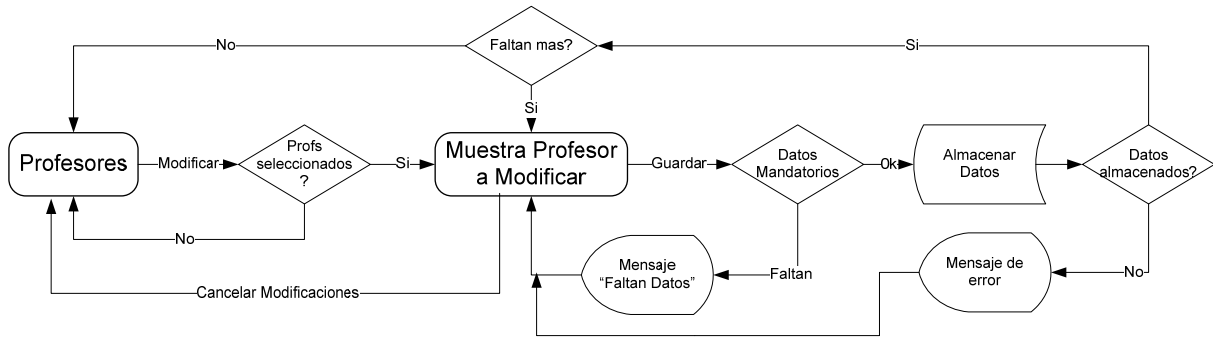 No
Faltan mas?
Si
Si
Profesores
Modificar
Profs
seleccionados
?
Si
Muestra Profesor
a Modificar
Guardar
Datos
Mandatorios
Ok
Almacenar
Datos
Datos
almacenados?
No
Cancelar Modificaciones
Mensaje
“Faltan Datos”
Faltan
Mensaje de
error
No